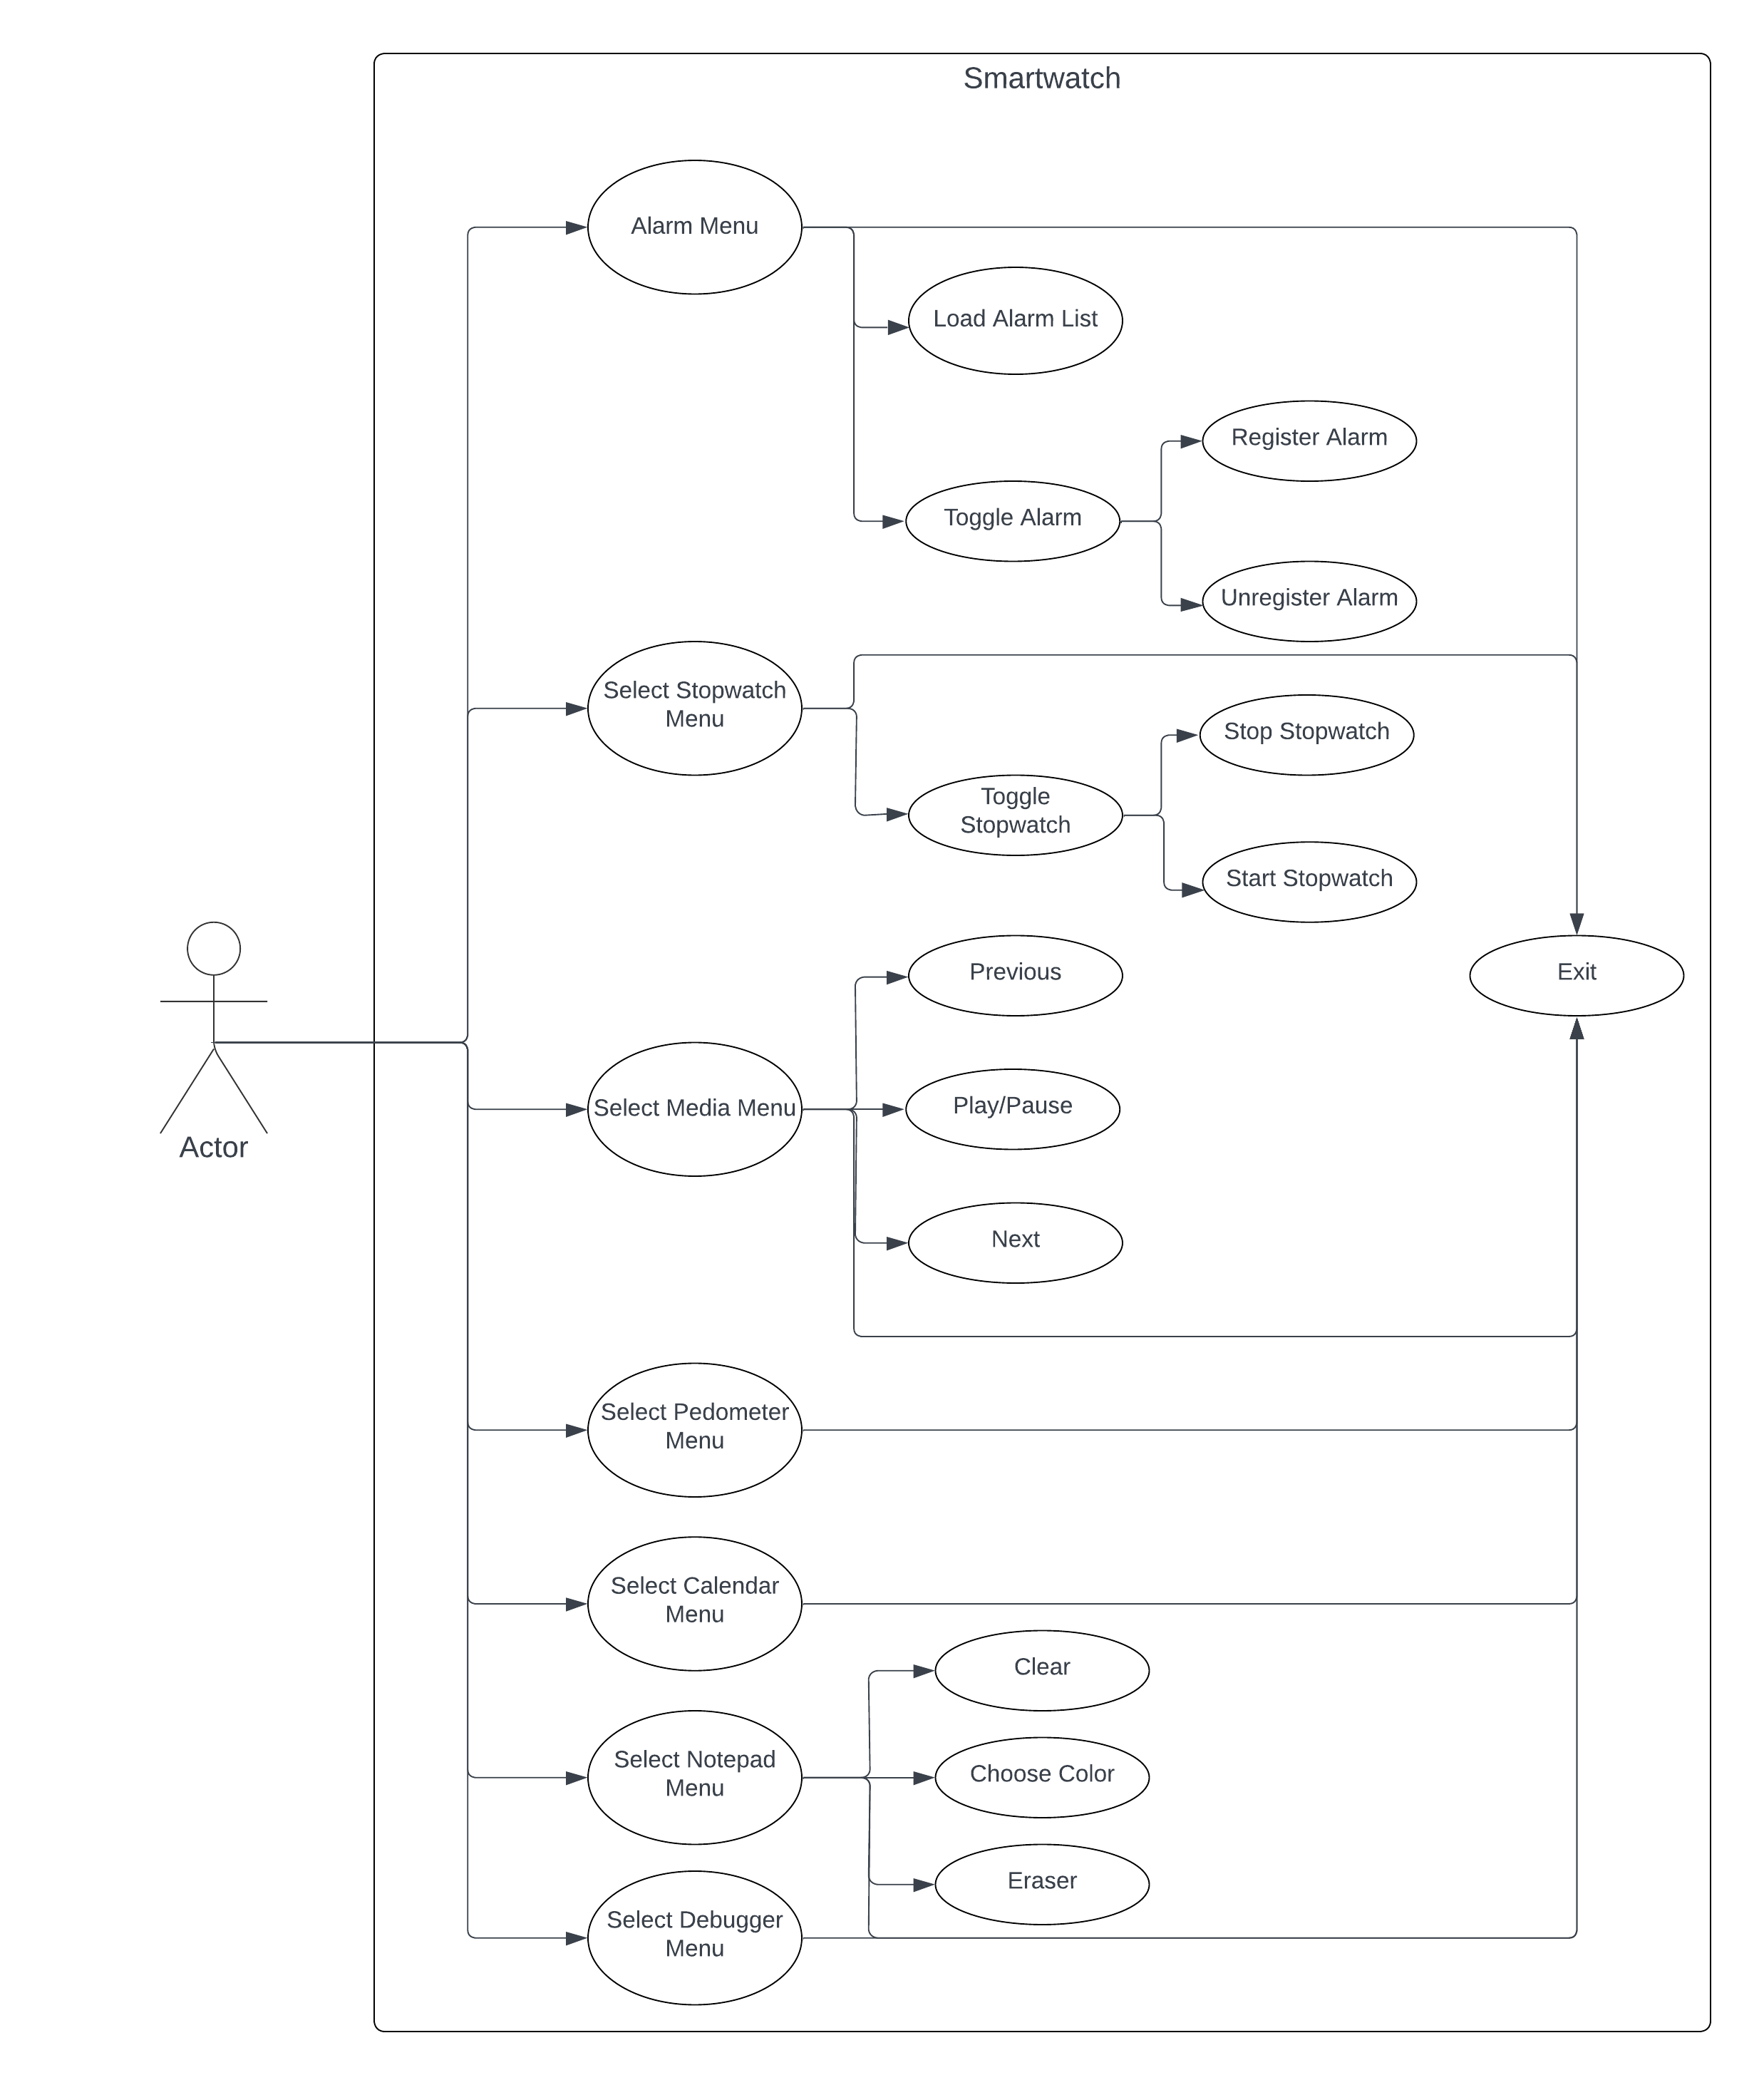 Smartwatch
Alarm Menu
Load Alarm List
Register Alarm
Toggle Alarm
Unregister Alarm
Select Stopwatch
Menu
Stop Stopwatch
Toggle
Stopwatch
Start Stopwatch
Previous
Exit
Select Media Menu
Play/Pause
Actor
Next
Select Pedometer
Menu
Select Calendar
Menu
Clear
Select Notepad
Menu
Choose Color
Eraser
Select Debugger
Menu